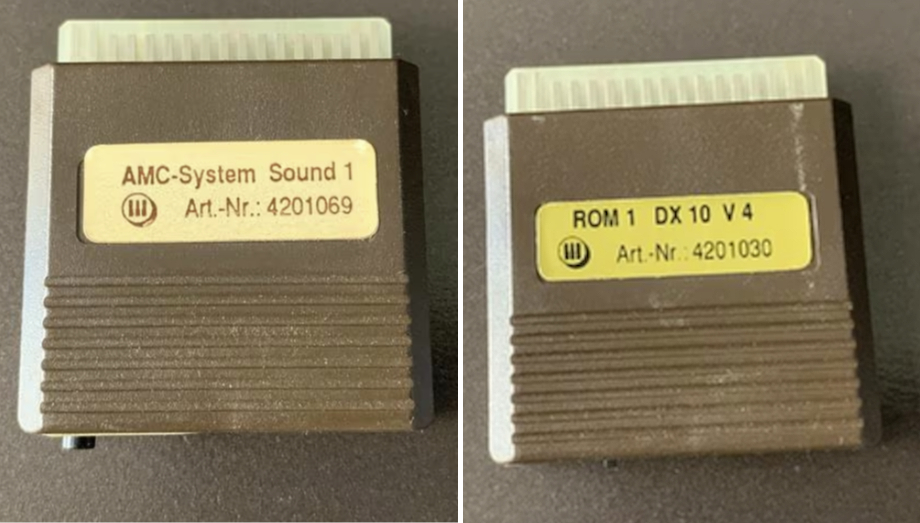 AMC-System Sound 1
Art.-Nr.: 4201069
ROM 1 DX 10 V 4
Art.-Nr.: 4201030